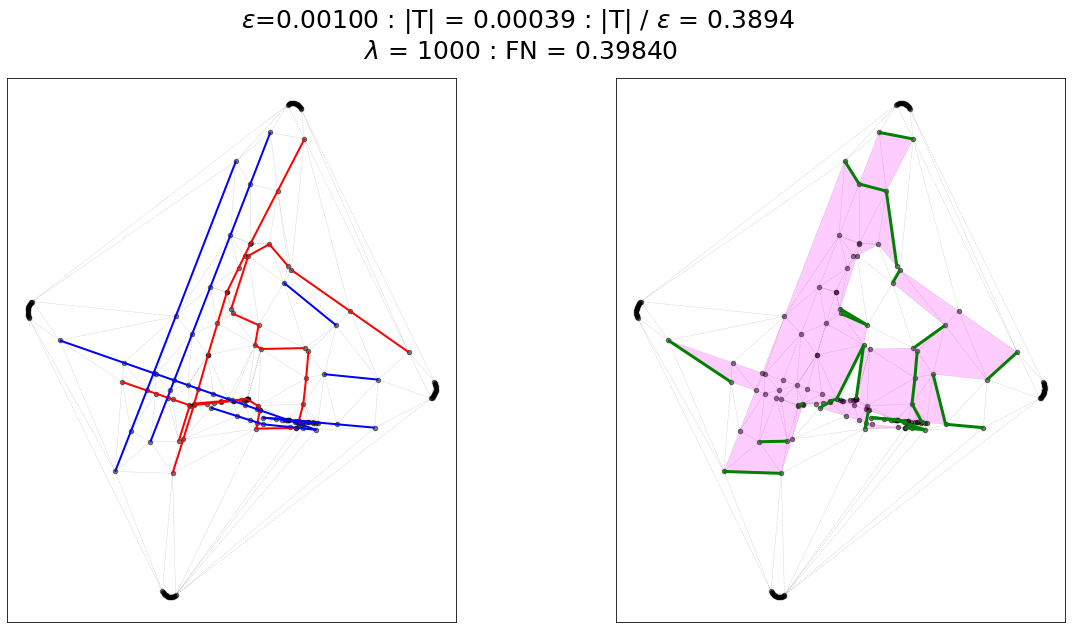 ε=0.00100 : |T| = 0.00039 : |T| / ε = 0.3894
λ = 1000 : FN = 0.39840